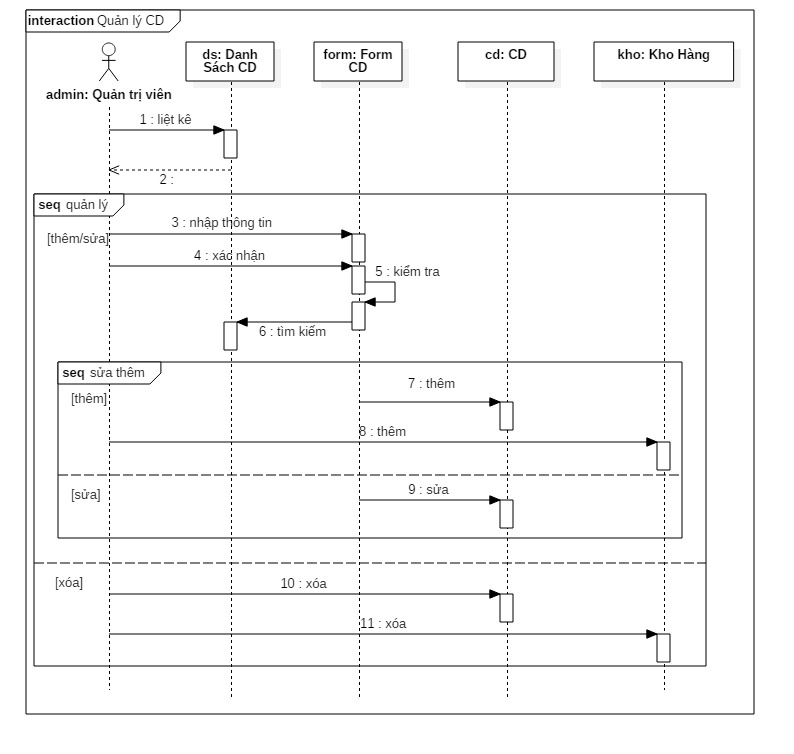 interaction Quản lý CD
ds: Danh
Sách CD
form: Form
CD
cd: CD
kho: Kho Hàng
admin: Quản trị viên
1 : liệt kê
2 :
seq quản lý
3 : nhập thông tin
[thêm/sửa]
4 : xác nhận
5 : kiểm tra
6 : tìm kiếm
seq sửa thêm
7 : thêm
[thêm]
8 : thêm
9 : sửa
[sửa]
10 : xóa
[xóa]
11 : xóa